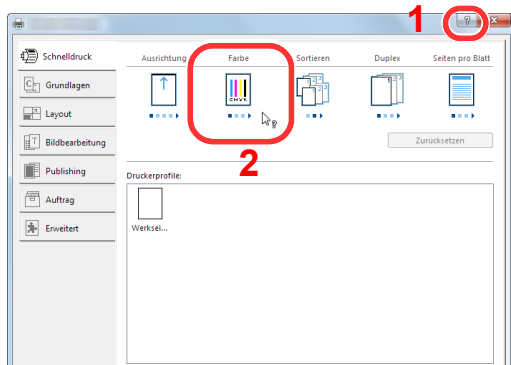 1
?
X
Schnelldruck
Grundlagen
Layout
Bildbearbeitung
Publishing
Auftrag
Erweitert
Ausrichtung Farbe Sortieren Duplex Seiten pro Blatt
2
Zurücksetzen
Druckerprofile:
Werksei...